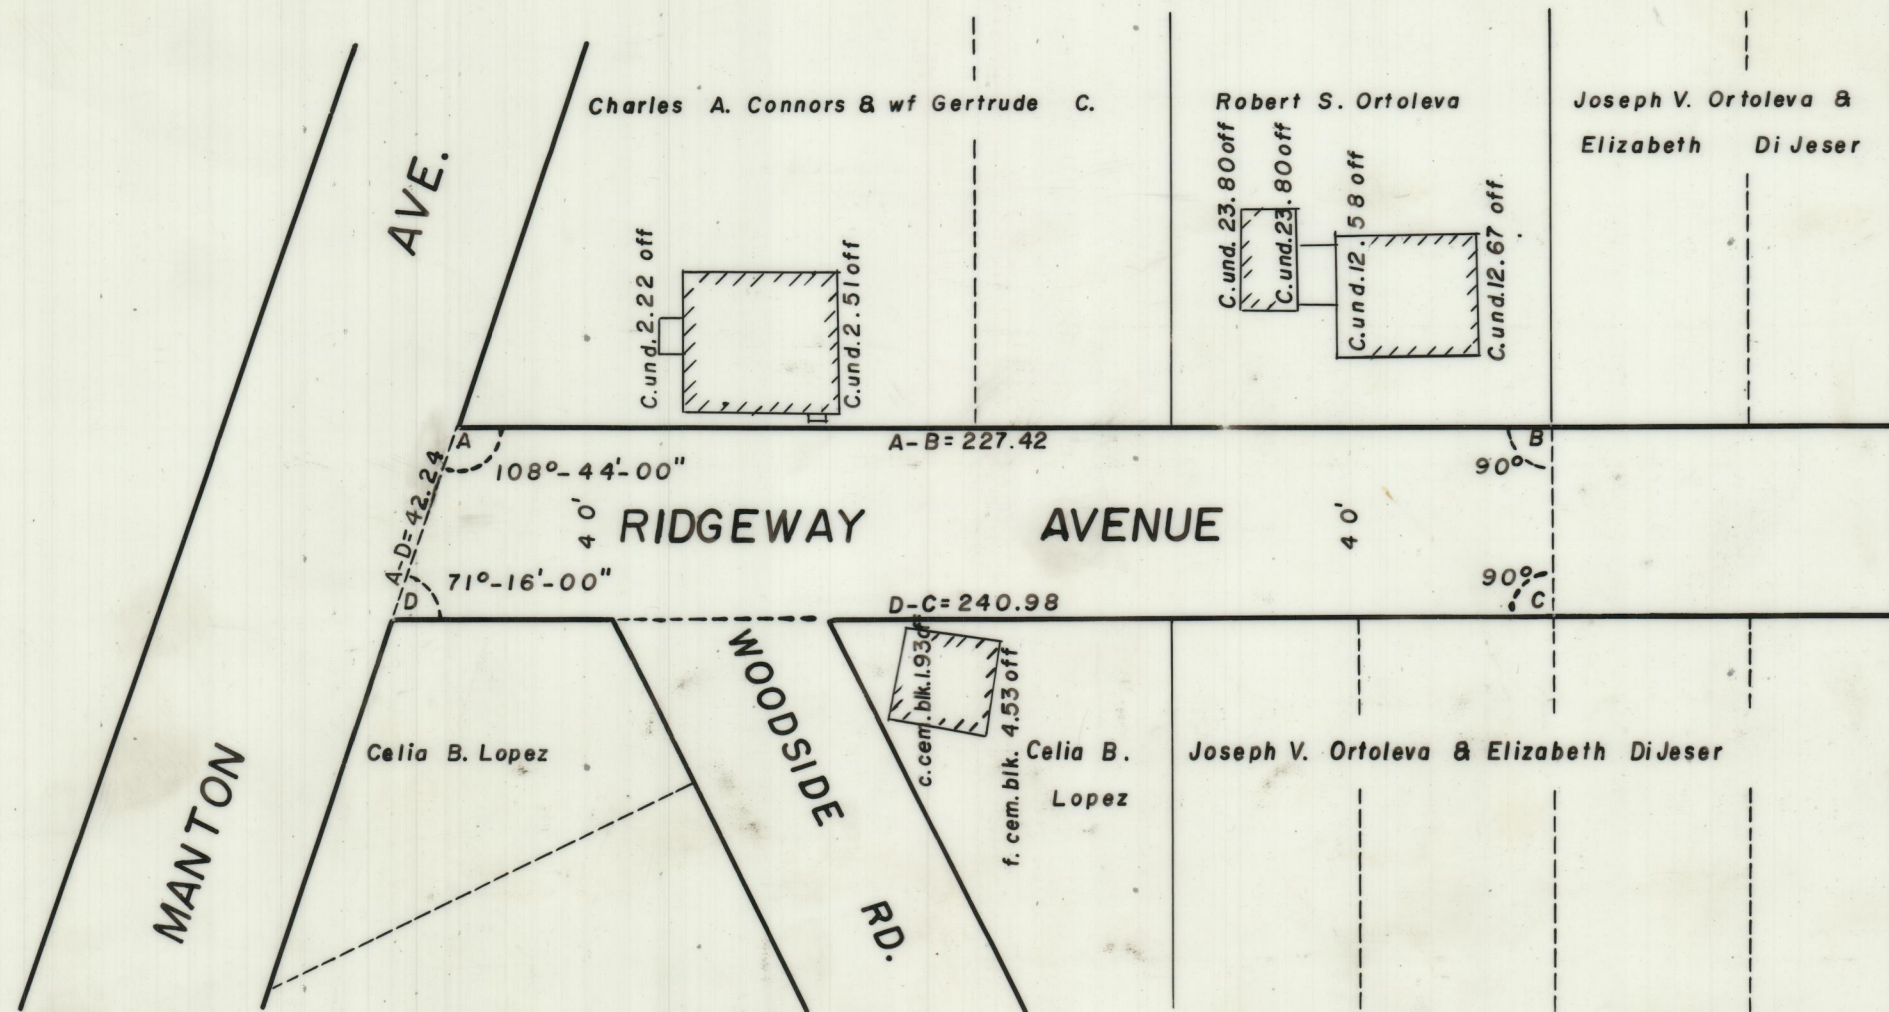 Charles A. Connors & wf Gertrude C.
Robert S. Ortoleva
Joseph V. Ortoleva &
Elizabeth DiJeser
AVE.
C.und. 2.22 off
C.und. 2.51 off
C.und. 23.80 off
C.und. 23.80 off
C.und. 12.58 off
C.und. 12.67 off
A
A-B= 227.42
B
108°-44'-00"
90°
A-D= 42.24
40'
RIDGEWAY AVENUE
40'
71°-16'-00"
90°
D
D-C= 240.98
C
WOODSIDE
RD.
c.cem.blk. 1.93 off
f. cem. blk. 4.53 off
Celia B. Lopez
Celia B.
Lopez
Joseph V. Ortoleva & Elizabeth DiJeser
MANTON